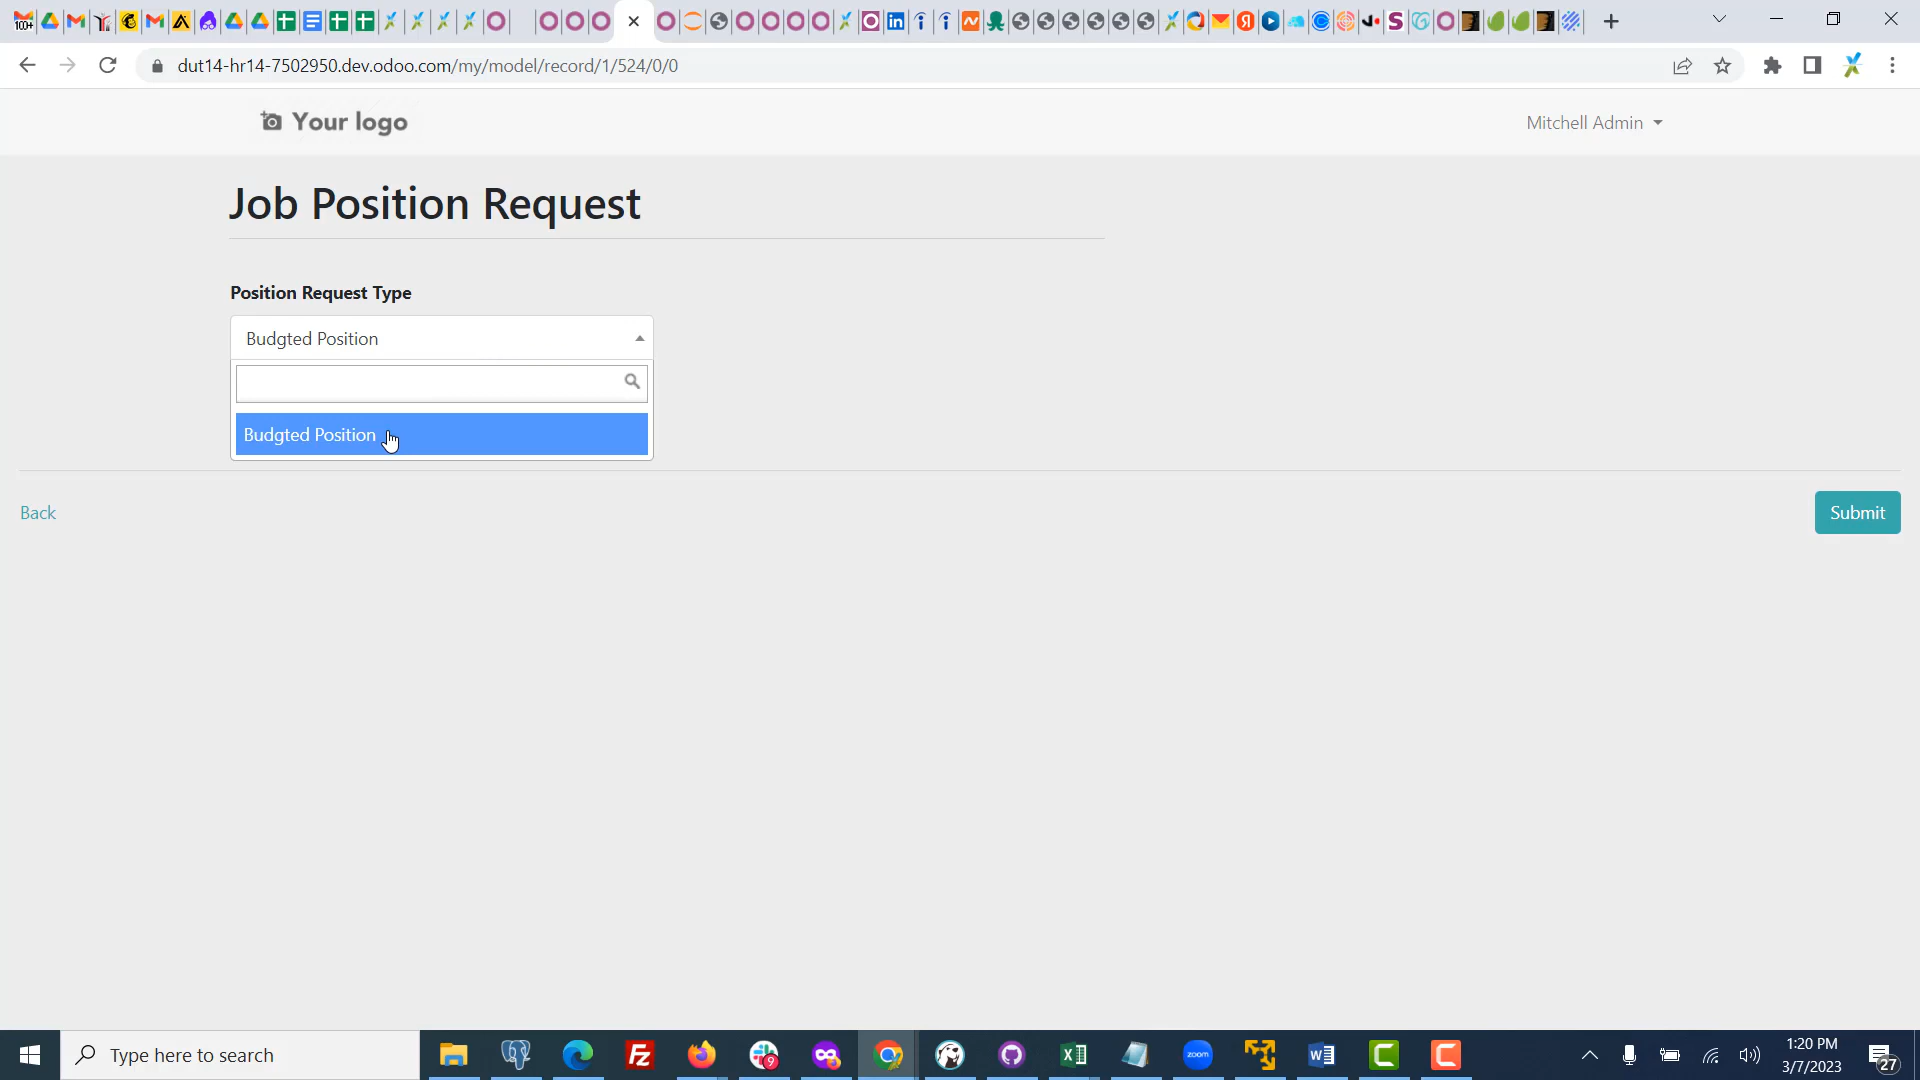 dut14-hr14-7502950.dev.odoo.com/my/model/record/1/524/0/0
Your logo
Mitchell Admin
Job Position Request
Position Request Type
Budgted Position
Budgted Position
Back
Submit
Type here to search
zoom
1:20 PM
3/7/2023
27